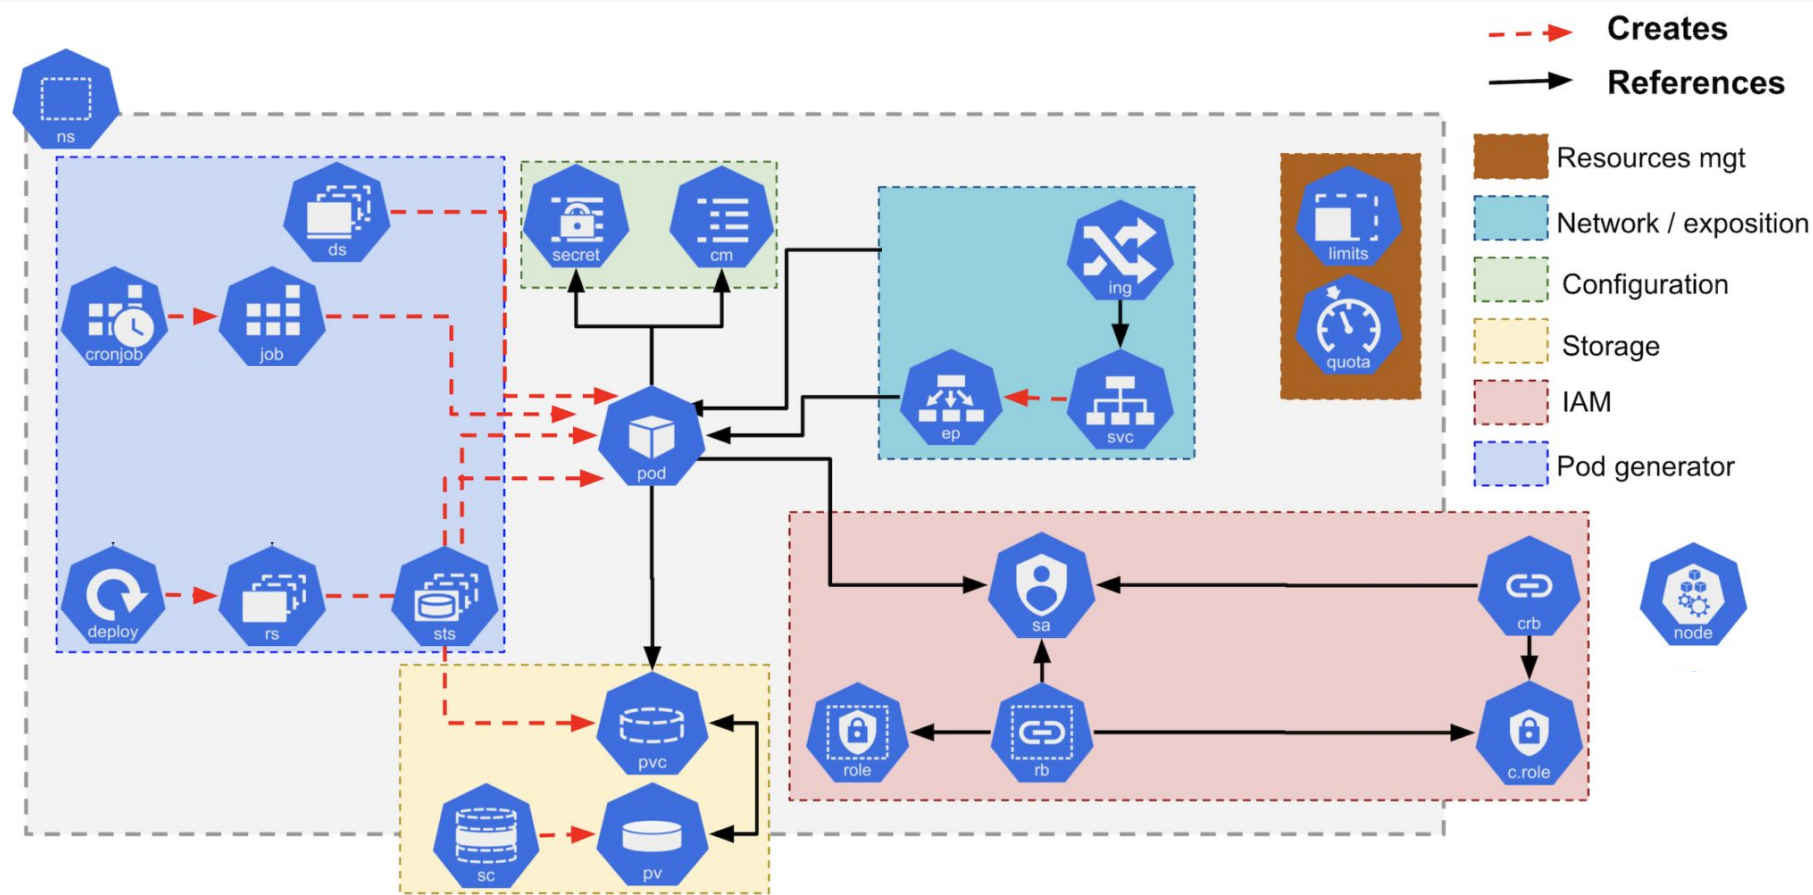 Creates
References
ns
ds
secret
cm
ing
limits
Resources mgt
Network / exposition
Configuration
Storage
IAM
Pod generator
cronjob
job
quota
ep
svc
pod
deploy
rs
sts
sa
crb
node
pvc
role
rb
c.role
sc
pv